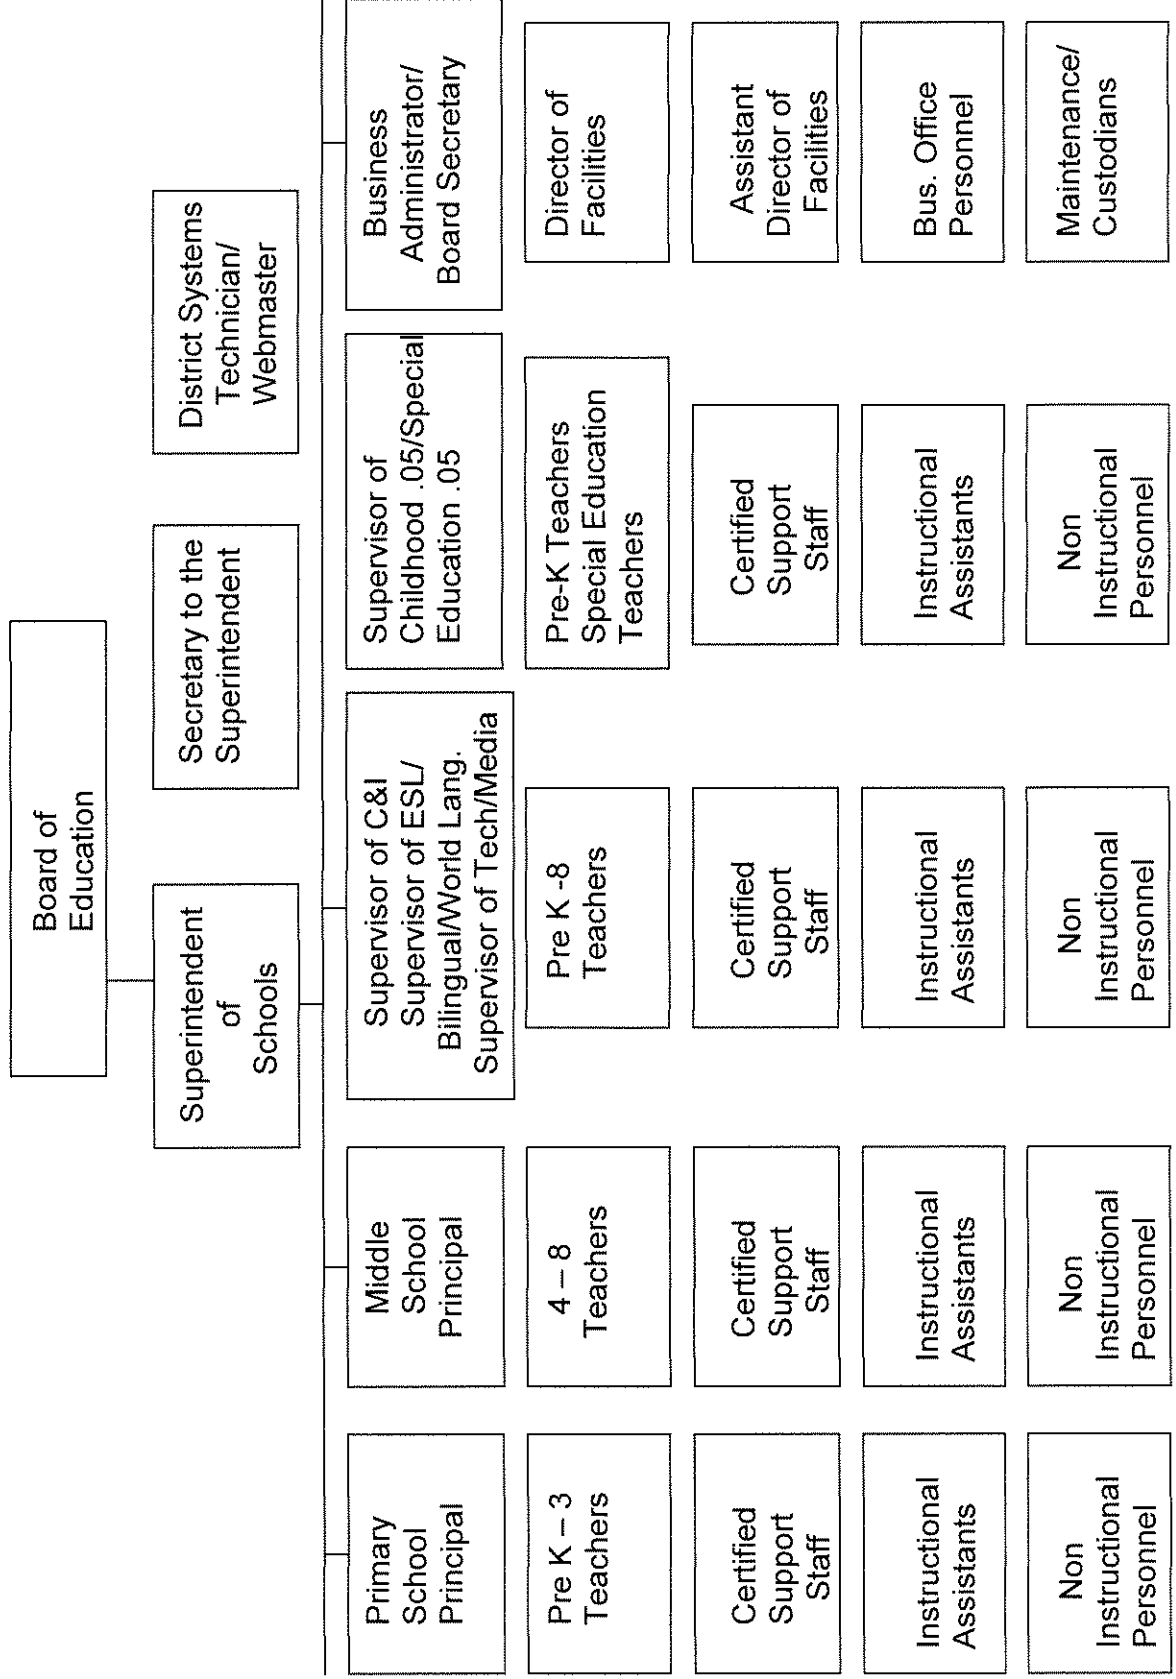 Board of
Education
Superintendent
of
Schools
Secretary to the
Superintendent
District Systems
Technician/
Webmaster
Primary
School
Principal
Middle
School
Principal
Supervisor of C&I
Supervisor of ESL/
Bilingual/World Lang.
Supervisor of Tech/Media
Supervisor of
Childhood .05/Special
Education .05
Business
Administrator/
Board Secretary
Pre K – 3
Teachers
4 – 8
Teachers
Pre K -8
Teachers
Pre-K Teachers
Special Education
Teachers
Director of
Facilities
Certified
Support
Staff
Certified
Support
Staff
Certified
Support
Staff
Certified
Support
Staff
Assistant
Director of
Facilities
Instructional
Assistants
Instructional
Assistants
Instructional
Assistants
Instructional
Assistants
Bus. Office
Personnel
Non
Instructional
Personnel
Non
Instructional
Personnel
Non
Instructional
Personnel
Non
Instructional
Personnel
Maintenance/
Custodians